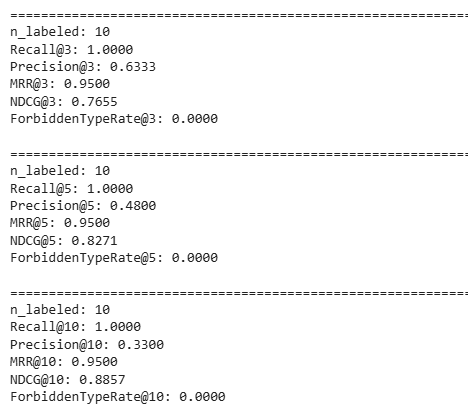 ======================================================================
n_labeled: 10
Recall@3: 1.0000
Precision@3: 0.6333
MRR@3: 0.9500
NDCG@3: 0.7655
ForbiddenTypeRate@3: 0.0000
======================================================================
n_labeled: 10
Recall@5: 1.0000
Precision@5: 0.4800
MRR@5: 0.9500
NDCG@5: 0.8271
ForbiddenTypeRate@5: 0.0000
======================================================================
n_labeled: 10
Recall@10: 1.0000
Precision@10: 0.3300
MRR@10: 0.9500
NDCG@10: 0.8857
ForbiddenTypeRate@10: 0.0000